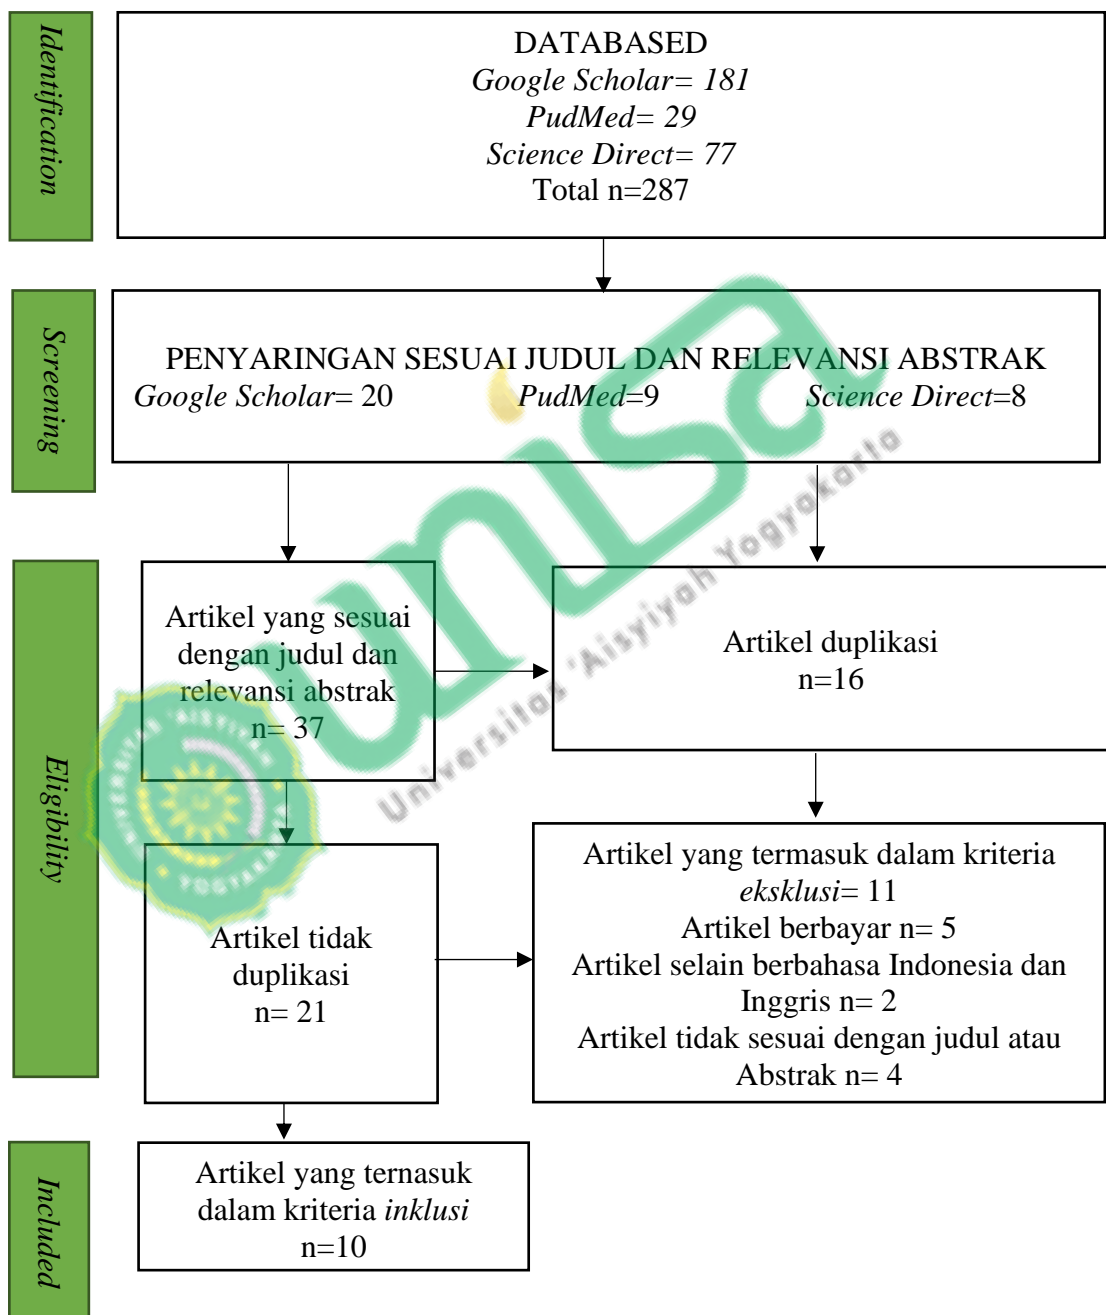 Identification
DATABASED
Google Scholar= 181
PudMed= 29
Science Direct= 77
Total n=287
Screening
PENYARINGAN SESUAI JUDUL DAN RELEVANSI ABSTRAK
Google Scholar= 20 PudMed=9 Science Direct=8
Eligibility
Artikel yang sesuai
dengan judul dan
relevansi abstrak
n= 37
Artikel duplikasi
n=16
Artikel tidak
duplikasi
n= 21
Artikel yang termasuk dalam kriteria
eksklusi= 11
Artikel berbayar n= 5
Artikel selain berbahasa Indonesia dan
Inggris n= 2
Artikel tidak sesuai dengan judul atau
Abstrak n= 4
Included
Artikel yang ternasuk
dalam kriteria inklusi
n=10
unisa
Universitas 'Aisyiyah Yogyakarta
UNIVERSITAS 'AISYIYAH
YOGYAKARTA